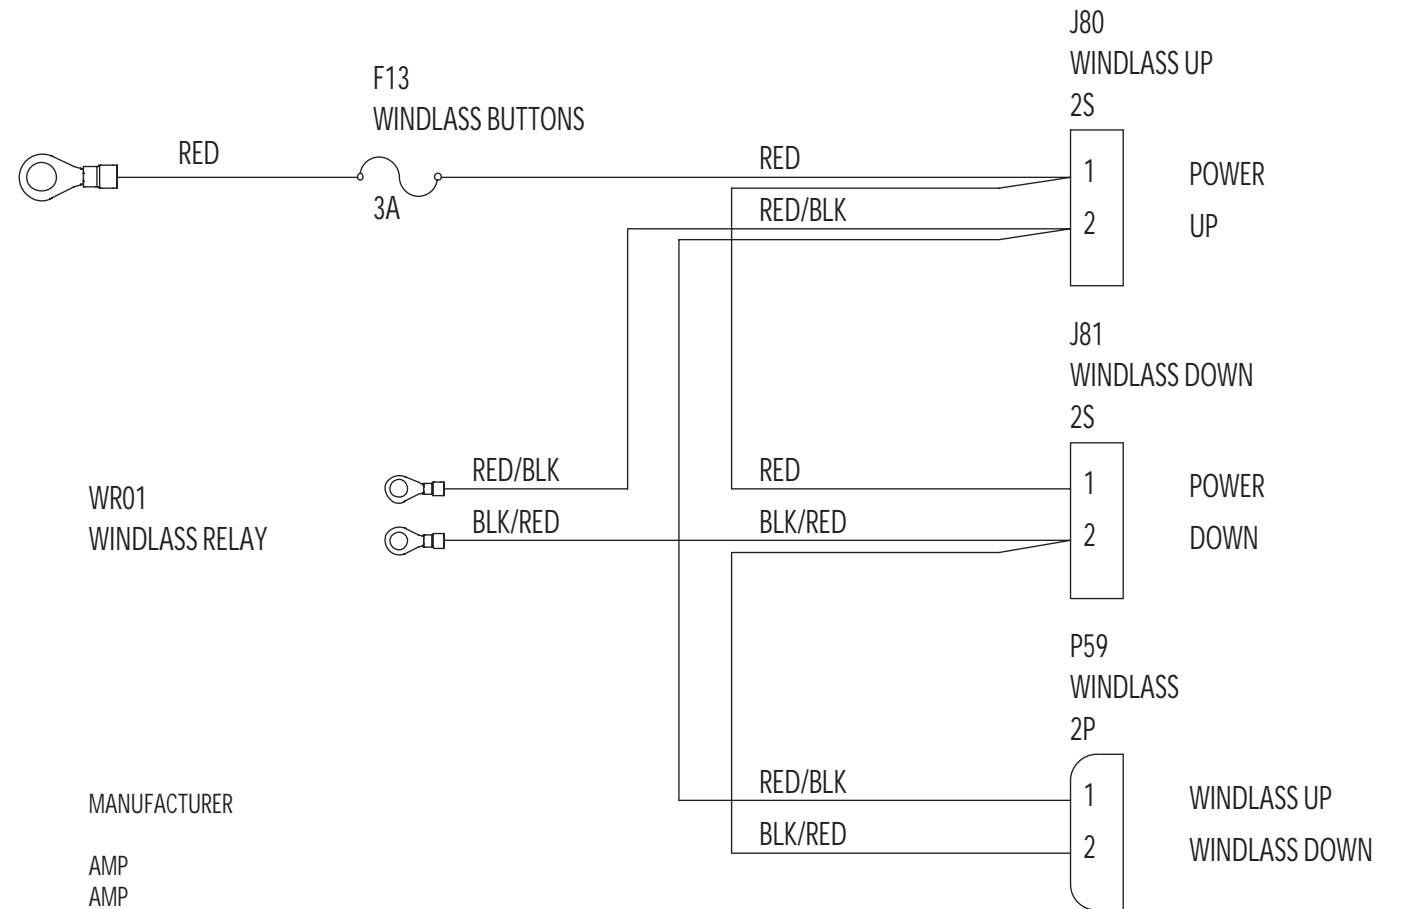 J80
WINDLASS UP
2S
F13
WINDLASS BUTTONS
RED
3A
RED
1
POWER
RED/BLK
2
UP
J81
WINDLASS DOWN
2S
WR01
WINDLASS RELAY
RED/BLK
RED
1
POWER
BLK/RED
BLK/RED
2
DOWN
P59
WINDLASS
2P
RED/BLK
1
WINDLASS UP
BLK/RED
2
WINDLASS DOWN
MANUFACTURER
AMP
AMP